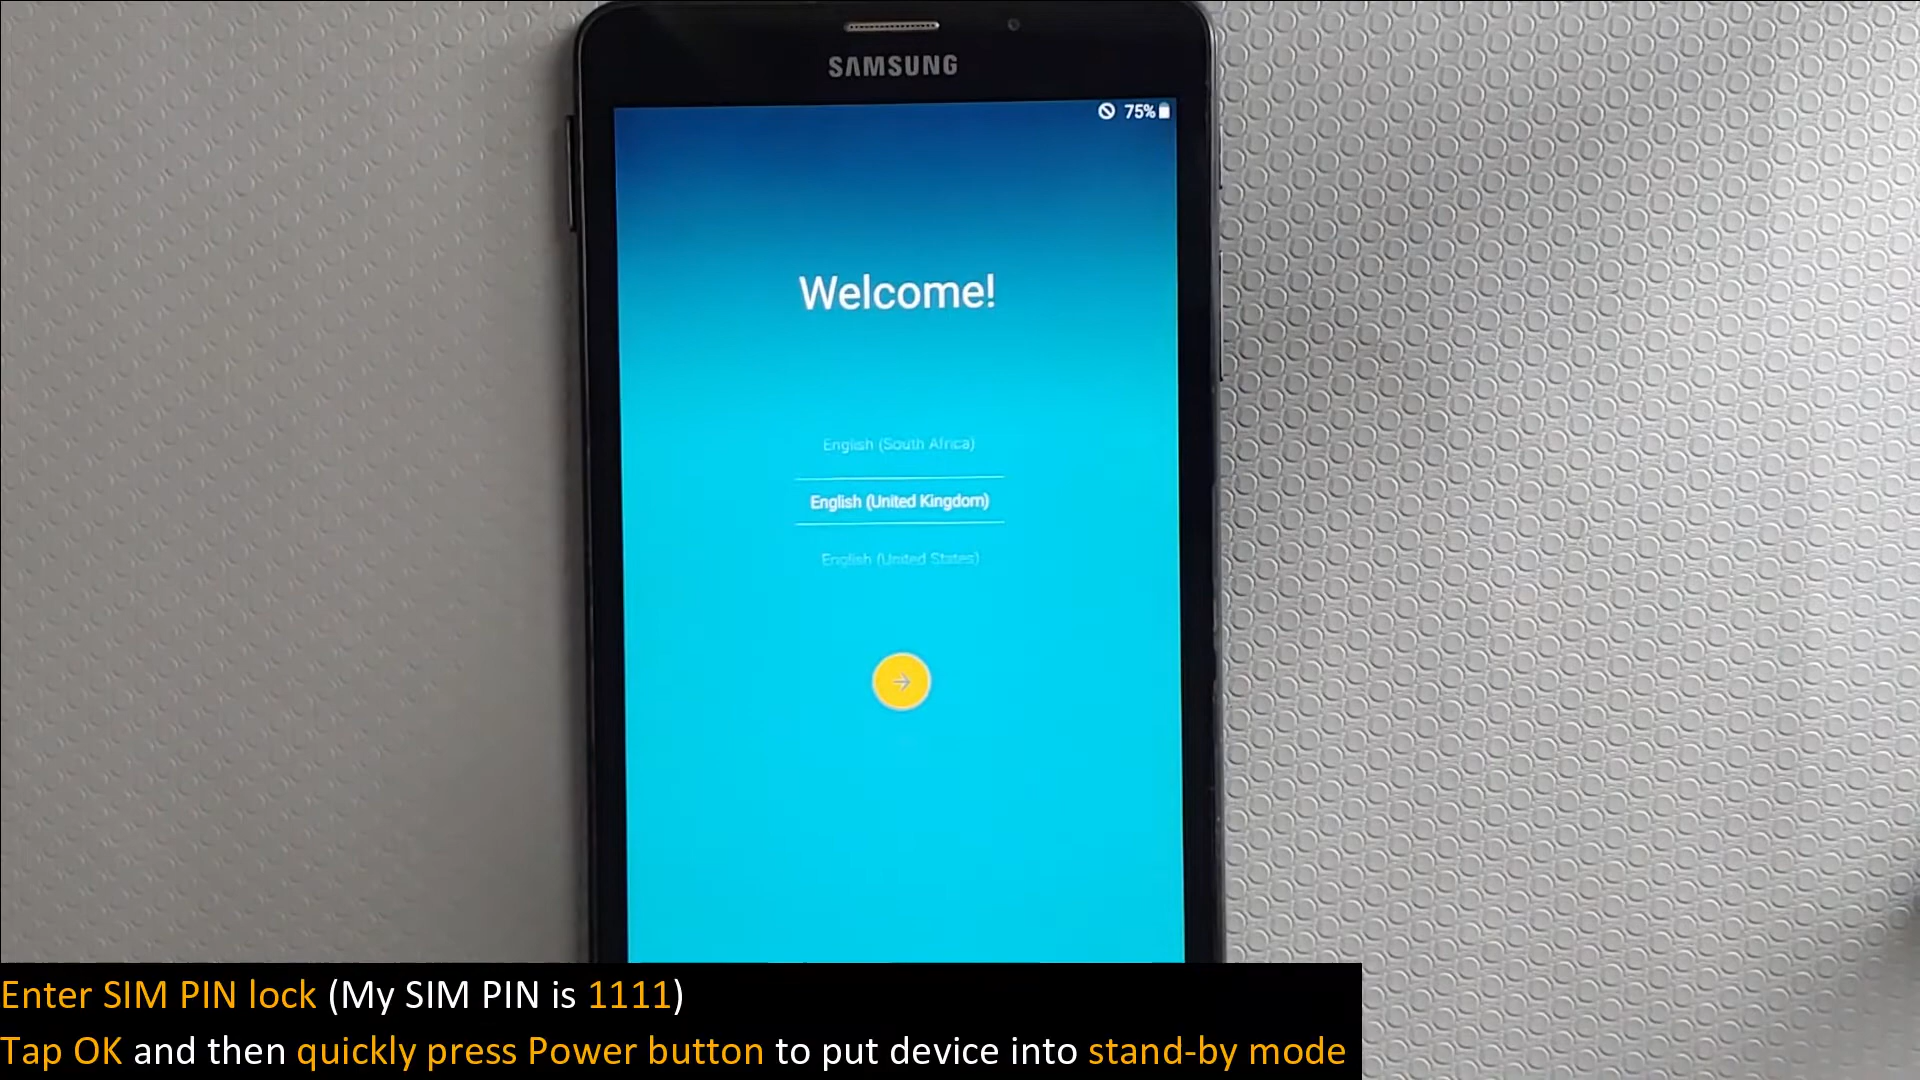 SAMSUNG
75%
Welcome!
English (South Africa)
English (United Kingdom)
English (United States)
Enter SIM PIN lock (My SIM PIN is 1111)
Tap OK and then quickly press Power button to put device into stand-by mode